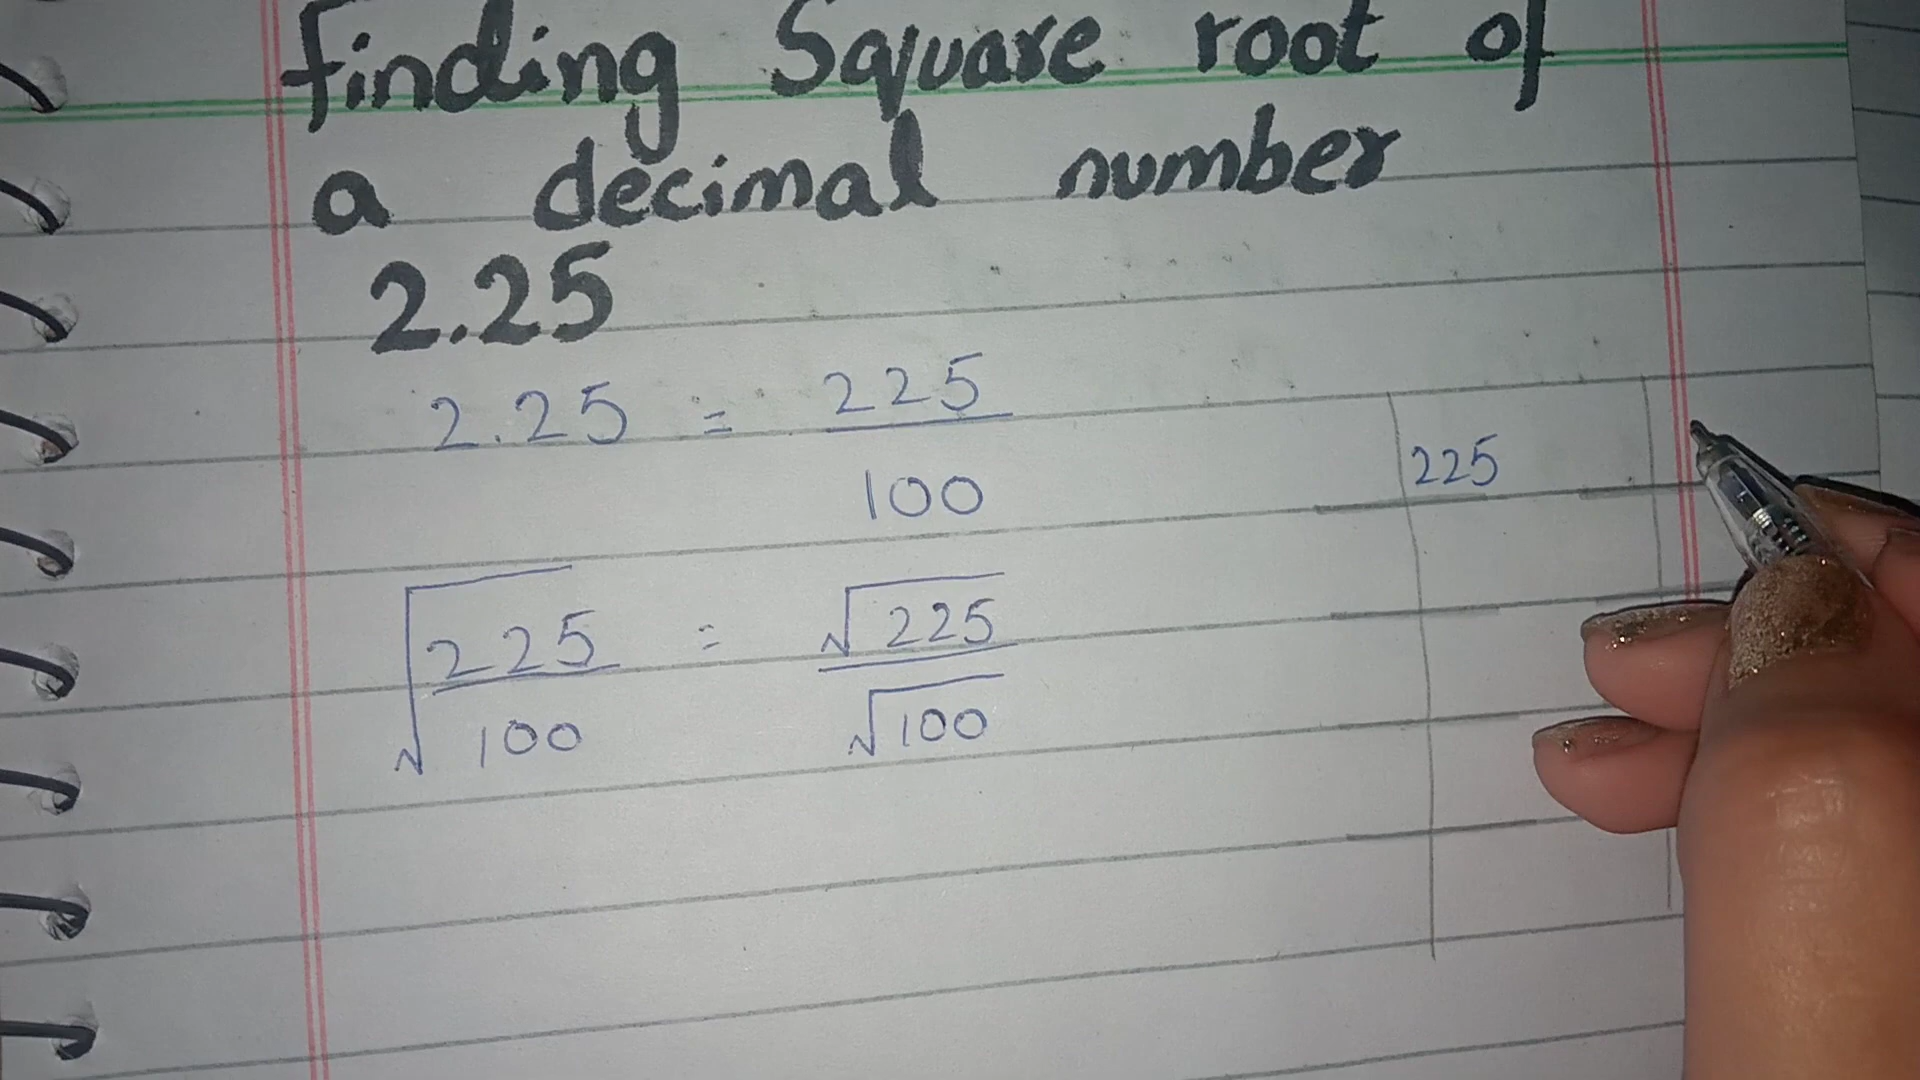 finding Square root of
a decimal number
2.25
2.25 = 225/100
225
√225/100 = √225/√100